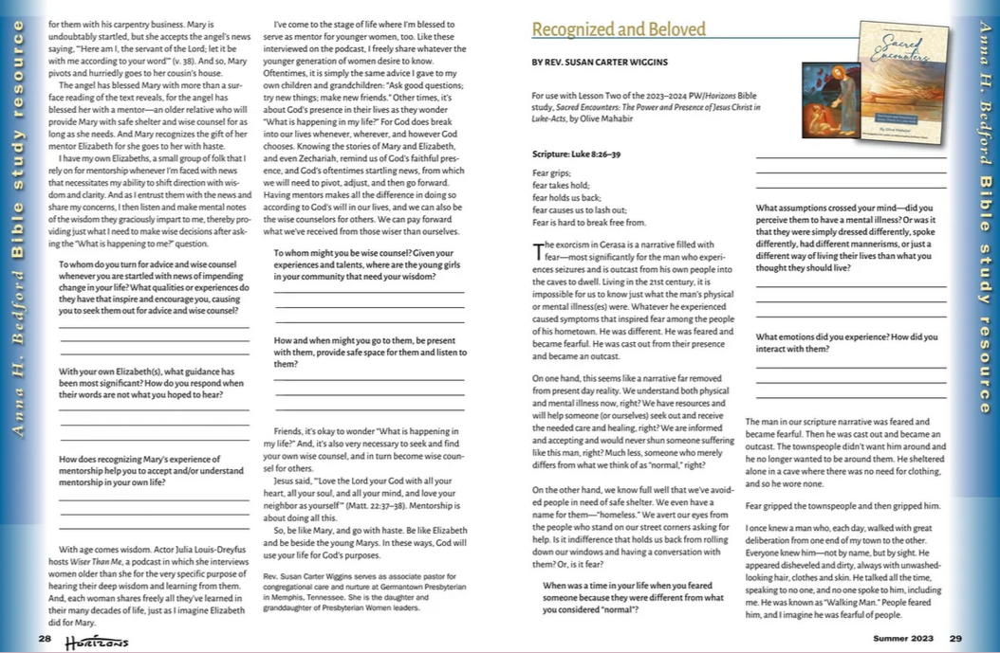 Anna H. Bedford Bible study resource
for them with his carpentry business. Mary is
undoubtedly startled, but she accepts the angel's news
saying, "'Here am I, the servant of the Lord; let it be
with me according to your word'" (v. 38). And so, Mary
pivots and hurriedly goes to her cousin's house.
The angel has blessed Mary with more than a sur-
face reading of the text reveals, for the angel has
blessed her with a mentor—an older relative who will
provide Mary with safe shelter and wise counsel for as
long as she needs. And Mary recognizes the gift of her
mentor Elizabeth for she goes to her with haste.
I have my own Elizabeths, a small group of folk that I
rely on for mentorship whenever I'm faced with news
that necessitates my ability to shift direction with wis-
dom and clarity. And as I entrust them with the news and
share my concerns, I then listen and make mental notes
of the wisdom they graciously impart to me, thereby pro-
viding just what I need to make wise decisions after ask-
ing the "What is happening to me?" question.
To whom do you turn for advice and wise counsel
whenever you are startled with news of impending
change in your life? What qualities or experiences do
they have that inspire and encourage you, causing
you to seek them out for advice and wise counsel?
With your own Elizabeth(s), what guidance has
been most significant? How do you respond when
their words are not what you hoped to hear?
How does recognizing Mary's experience of
mentorship help you to accept and/or understand
mentorship in your own life?
With age comes wisdom. Actor Julia Louis-Dreyfus
hosts Wiser Than Me, a podcast in which she interviews
women older than she for the very specific purpose of
hearing their deep wisdom and learning from them.
And, each woman shares freely all they've learned in
their many decades of life, just as I imagine Elizabeth
did for Mary.
I've come to the stage of life where I'm blessed to
serve as mentor for younger women, too. Like these
interviewed on the podcast, I freely share whatever the
younger generation of women desire to know.
Oftentimes, it is simply the same advice I gave to my
own children and grandchildren: "Ask good questions;
try new things; make new friends." Other times, it's
about God's presence in their lives as they wonder
"What is happening in my life?" For God does break
into our lives whenever, wherever, and however God
chooses. Knowing the stories of Mary and Elizabeth,
and even Zechariah, remind us of God's faithful pres-
ence, and God's oftentimes startling news, from which
we will need to pivot, adjust, and then go forward.
Having mentors makes all the difference in doing so
according to God's will in our lives, and we can also be
the wise counselors for others. We can pay forward
what we've received from those wiser than ourselves.
To whom might you be wise counsel? Given your
experiences and talents, where are the young girls
in your community that need your wisdom?
How and when might you go to them, be present
with them, provide safe space for them and listen to
them?
Friends, it's okay to wonder "What is happening in
my life?" And, it's also very necessary to seek and find
your own wise counsel, and in turn become wise coun-
sel for others.
Jesus said, "'Love the Lord your God with all your
heart, all your soul, and all your mind, and love your
neighbor as yourself'" (Matt. 22:37–38). Mentorship is
about doing all this.
So, be like Mary, and go with haste. Be like Elizabeth
and be beside the young Marys. In these ways, God will
use your life for God's purposes.
Rev. Susan Carter Wiggins serves as associate pastor for
congregational care and nurture at Germantown Presbyterian
in Memphis, Tennessee. She is the daughter and
granddaughter of Presbyterian Women leaders.
28 Horizons
Recognized and Beloved
BY REV. SUSAN CARTER WIGGINS
For use with Lesson Two of the 2023–2024 PW/Horizons Bible
study, Sacred Encounters: The Power and Presence of Jesus Christ in
Luke-Acts, by Olive Mahabir
Sacred
Encounters
Scripture: Luke 8:26–39
Fear grips;
fear takes hold;
fear holds us back;
fear causes us to lash out;
Fear is hard to break free from.
The exorcism in Gerasa is a narrative filled with
fear—most significantly for the man who experi-
ences seizures and is outcast from his own people into
the caves to dwell. Living in the 21st century, it is
impossible for us to know just what the man's physical
or mental illness(es) were. Whatever he experienced
caused symptoms that inspired fear among the people
of his hometown. He was different. He was feared and
became fearful. He was cast out from their presence
and became an outcast.
On one hand, this seems like a narrative far removed
from present day reality. We understand both physical
and mental illness now, right? We have resources and
will help someone (or ourselves) seek out and receive
the needed care and healing, right? We are informed
and accepting and would never shun someone suffering
like this man, right? Much less, someone who merely
differs from what we think of as "normal," right?
On the other hand, we know full well that we've avoid-
ed people in need of safe shelter. We even have a
name for them—"homeless." We avert our eyes from
the people who stand on our street corners asking for
help. Is it indifference that holds us back from rolling
down our windows and having a conversation with
them? Or, is it fear?
When was a time in your life when you feared
someone because they were different from what
you considered "normal"?
What assumptions crossed your mind—did you
perceive them to have a mental illness? Or was it
that they were simply dressed differently, spoke
differently, had different mannerisms, or just a
different way of living their lives than what you
thought they should live?
What emotions did you experience? How did you
interact with them?
The man in our scripture narrative was feared and
became fearful. Then he was cast out and became an
outcast. The townspeople didn't want him around and
he no longer wanted to be around them. He sheltered
alone in a cave where there was no need for clothing,
and so he wore none.
Fear gripped the townspeople and then gripped him.
I once knew a man who, each day, walked with great
deliberation from one end of my town to the other.
Everyone knew him—not by name, but by sight. He
appeared disheveled and dirty, always with unwashed-
looking hair, clothes and skin. He talked all the time,
speaking to no one, and no one spoke to him, including
me. He was known as "Walking Man." People feared
him, and I imagine he was fearful of people.
Anna H. Bedford Bible study resource
Summer 2023 29